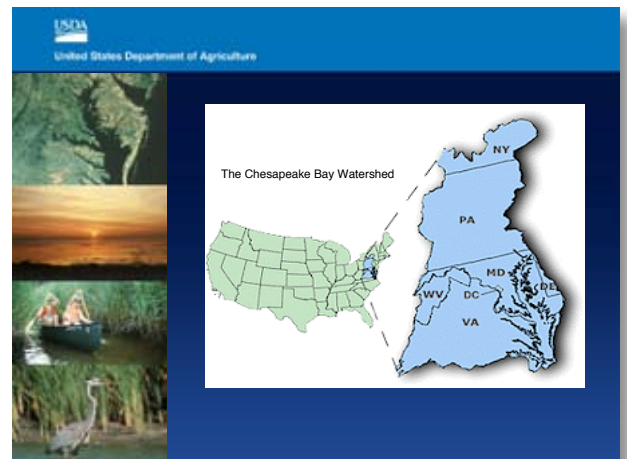 USDA
United States Department of Agriculture
The Chesapeake Bay Watershed
NY
PA
MD
DE
WV
DC
VA